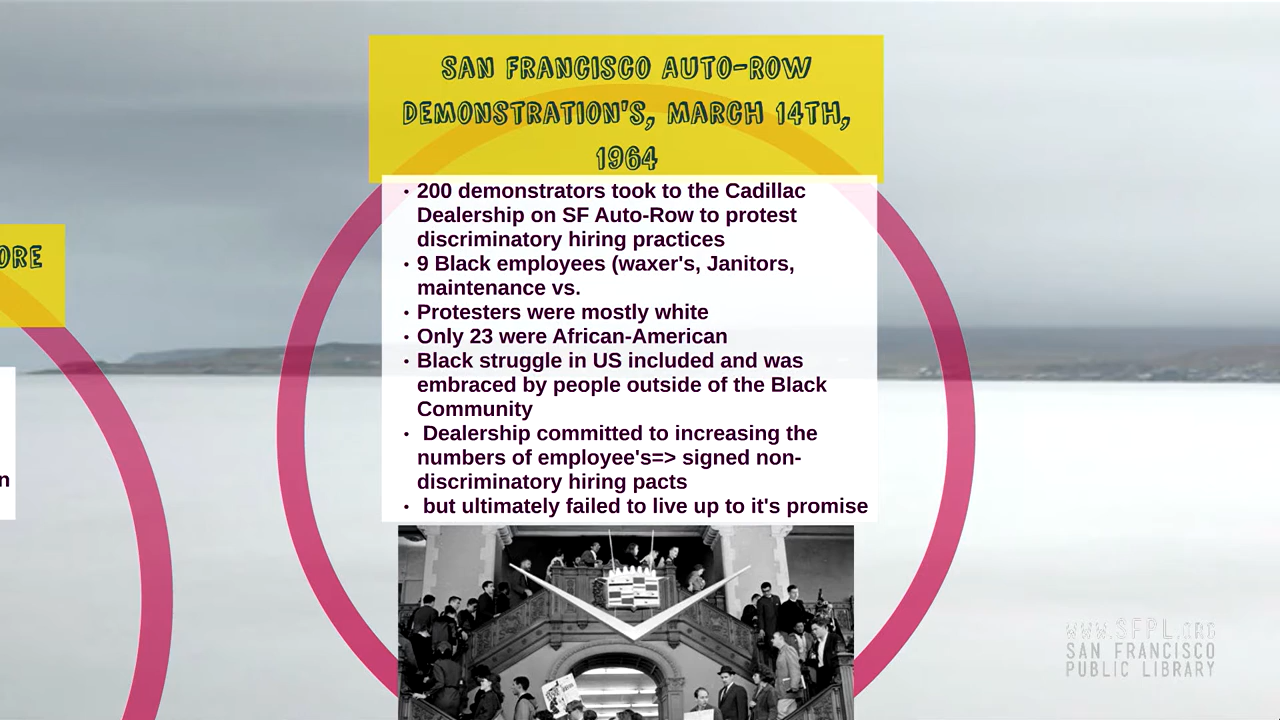 SAN FRANCISCO AUTO-ROW
DEMONSTRATION'S, MARCH 14TH,
1964
• 200 demonstrators took to the Cadillac
Dealership on SF Auto-Row to protest
discriminatory hiring practices
• 9 Black employees (waxer's, Janitors,
maintenance vs.
• Protesters were mostly white
• Only 23 were African-American
• Black struggle in US included and was
embraced by people outside of the Black
Community
• Dealership committed to increasing the
numbers of employee's=> signed non-
discriminatory hiring pacts
• but ultimately failed to live up to it's promise
ORE
n
WWW.SFPL.ORG
SAN FRANCISCO
PUBLIC LIBRARY